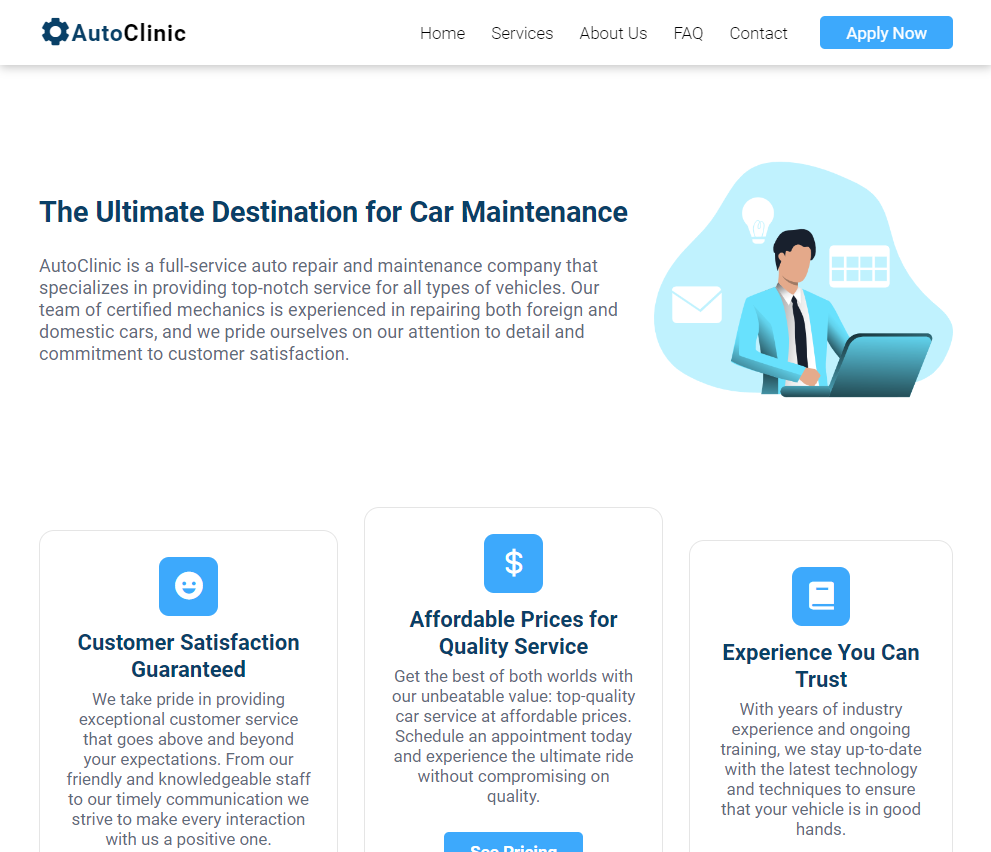 AutoClinic
Home
Services
About Us
FAQ
Contact
Apply Now
The Ultimate Destination for Car Maintenance
AutoClinic is a full-service auto repair and maintenance company that
specializes in providing top-notch service for all types of vehicles. Our
team of certified mechanics is experienced in repairing both foreign and
domestic cars, and we pride ourselves on our attention to detail and
commitment to customer satisfaction.
Customer Satisfaction
Guaranteed
We take pride in providing
exceptional customer service
that goes above and beyond
your expectations. From our
friendly and knowledgeable staff
to our timely communication we
strive to make every interaction
with us a positive one.
$
Affordable Prices for
Quality Service
Get the best of both worlds with
our unbeatable value: top-quality
car service at affordable prices.
Schedule an appointment today
and experience the ultimate ride
without compromising on
quality.
See Pricing
Experience You Can
Trust
With years of industry
experience and ongoing
training, we stay up-to-date
with the latest technology
and techniques to ensure
that your vehicle is in good
hands.